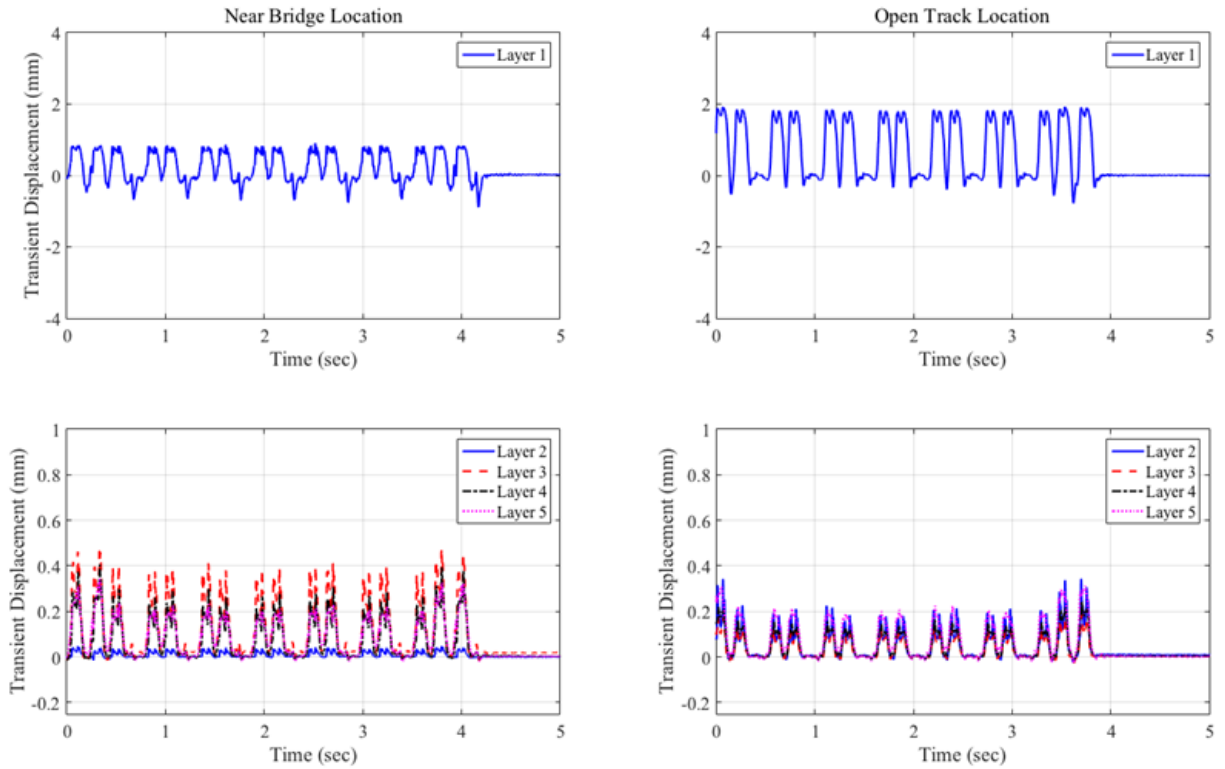 Near Bridge Location
Transient Displacement (mm)
4
2
0
-2
-4
Layer 1
0 1 2 3 4 5
Time (sec)
Open Track Location
4
2
0
-2
-4
Layer 1
0 1 2 3 4 5
Time (sec)
Transient Displacement (mm)
1
0.8
0.6
0.4
0.2
0
-0.2
Layer 2
Layer 3
Layer 4
Layer 5
0 1 2 3 4 5
Time (sec)
Transient Displacement (mm)
1
0.8
0.6
0.4
0.2
0
-0.2
Layer 2
Layer 3
Layer 4
Layer 5
0 1 2 3 4 5
Time (sec)